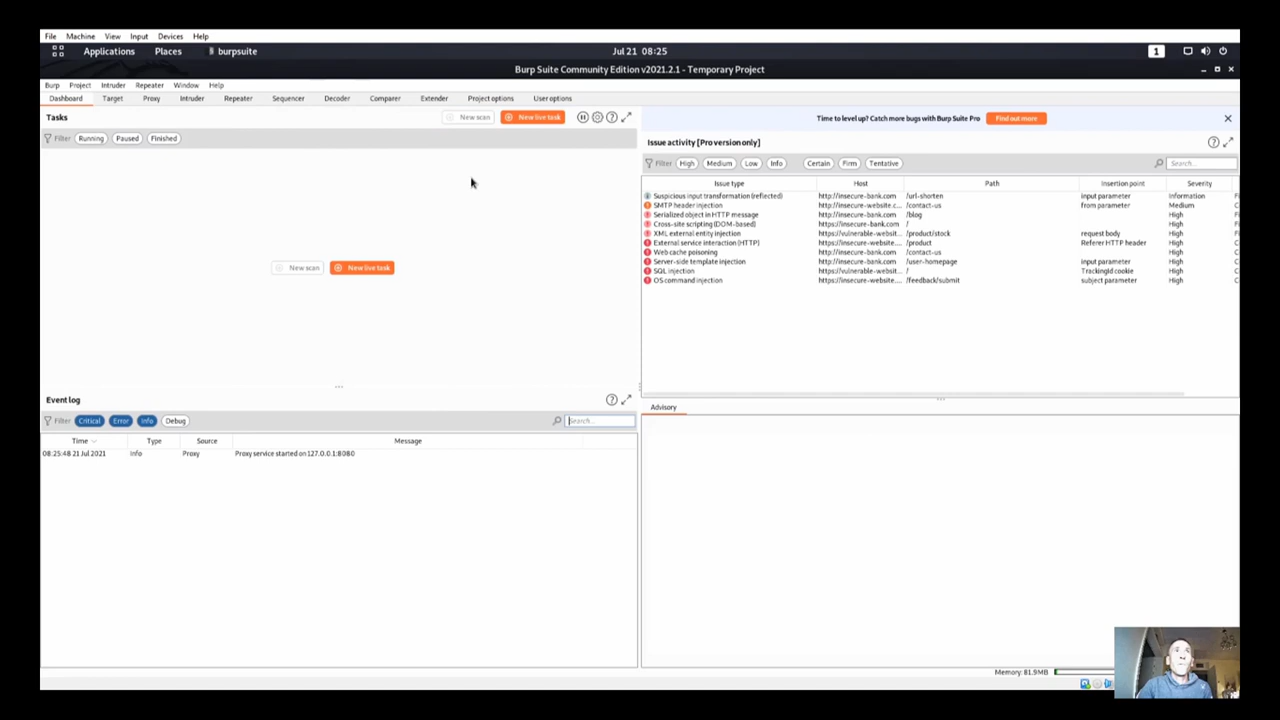 File Machine View Input Devices Help
Applications Places burpsuite Jul 21 08:25 1
Burp Suite Community Edition v2021.2.1 - Temporary Project
Burp Project Intruder Repeater Window Help
Dashboard Target Proxy Intruder Repeater Sequencer Decoder Comparer Extender Project options User options
Tasks New scan New live task
Time to level up? Catch more bugs with Burp Suite Pro Find out more
Filter Running Paused Finished
Issue activity [Pro version only]
Filter High Medium Low Info Certain Firm Tentative Search...
Issue type Host Path Insertion point Severity
Suspicious input transformation (reflected) http://insecure-bank.com /url-shorten input parameter Information
SMTP header injection http://insecure-website.c... /contact-us from parameter Medium
Serialized object in HTTP message http://insecure-bank.com /blog High
Cross-site scripting (DOM-based) https://insecure-bank.com / High
XML external entity injection https://vulnerable-websit... /product/stock request body High
External service interaction (HTTP) https://insecure-website.... /product Referer HTTP header High
Web cache poisoning http://insecure-bank.com /contact-us High
Server-side template injection http://insecure-bank.com /user-homepage input parameter High
SQL injection https://vulnerable-websit... / TrackingId cookie High
OS command injection https://insecure-website.... /feedback/submit subject parameter High
New scan New live task
Event log
Filter Critical Error Info Debug Search...
Time Type Source Message
08:25:48 21 Jul 2021 Info Proxy Proxy service started on 127.0.0.1:8080
Advisory
Memory: 81.9MB